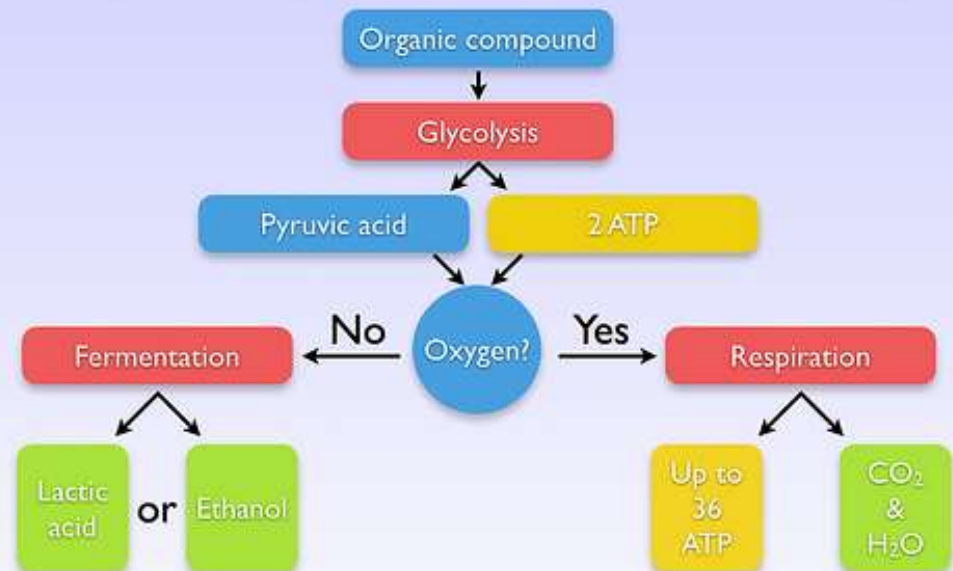 Organic compound
Glycolysis
Pyruvic acid
2 ATP
Oxygen?
No
Yes
Fermentation
Respiration
Lactic
acid
or
Ethanol
Up to
36
ATP
CO₂
&
H₂O